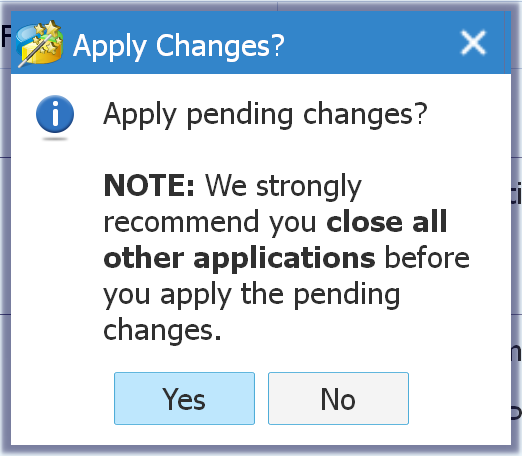 Apply Changes?
Apply pending changes?
NOTE: We strongly
recommend you close all
other applications before
you apply the pending
changes.
Yes
No